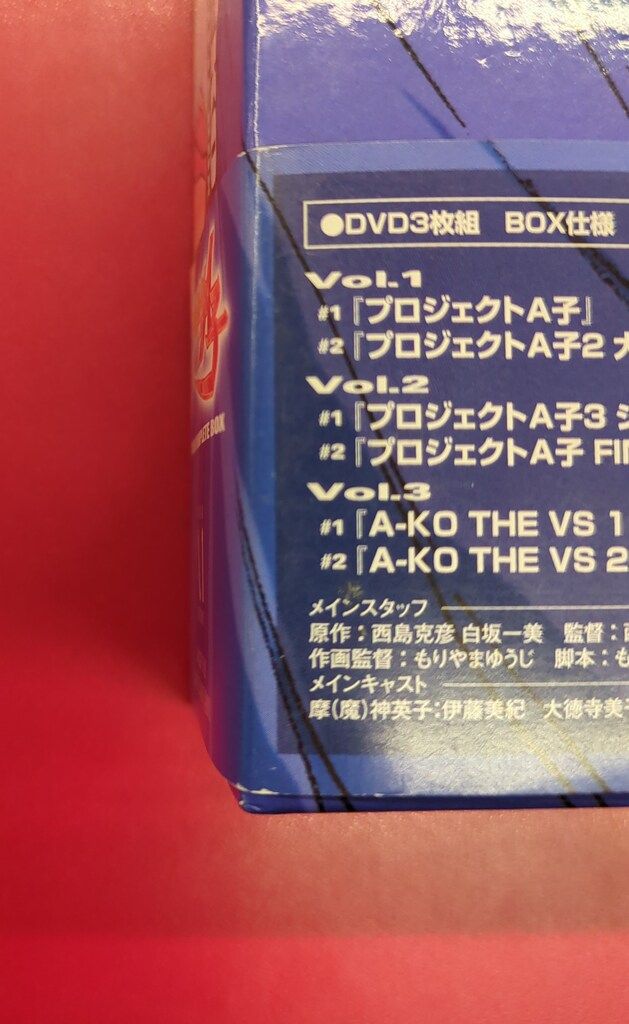 ●DVD3枚組 BOX仕様
Vol.1
#1『プロジェクトA子』
#2『プロジェクトA子2
Vol.2
#1『プロジェクトA子3
#2『プロジェクトA子 FI
Vol.3
#1『A-KO THE VS 1
#2『A-KO THE VS 2
メインスタッフ
原作：西島克彦 白坂一美 監督：
作画監督：もりやまゆうじ 脚本：も
メインキャスト
摩(魔)神英子：伊藤美紀 大徳寺美子
COMPLETE BOX